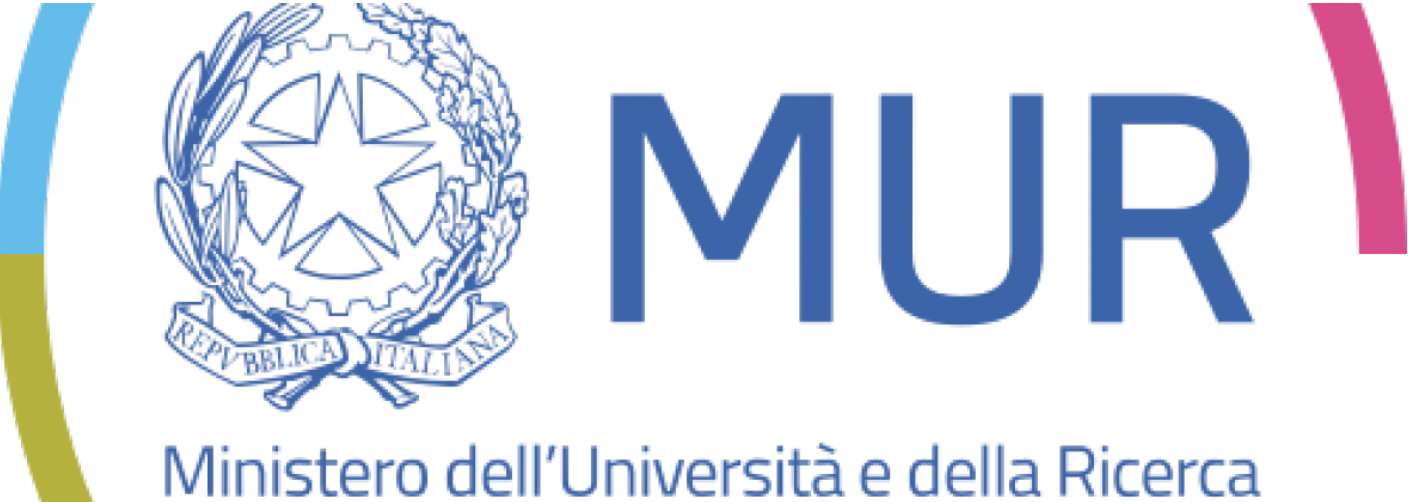 MUR
REPVBBLICA ITALIANA
Ministero dell'Università e della Ricerca